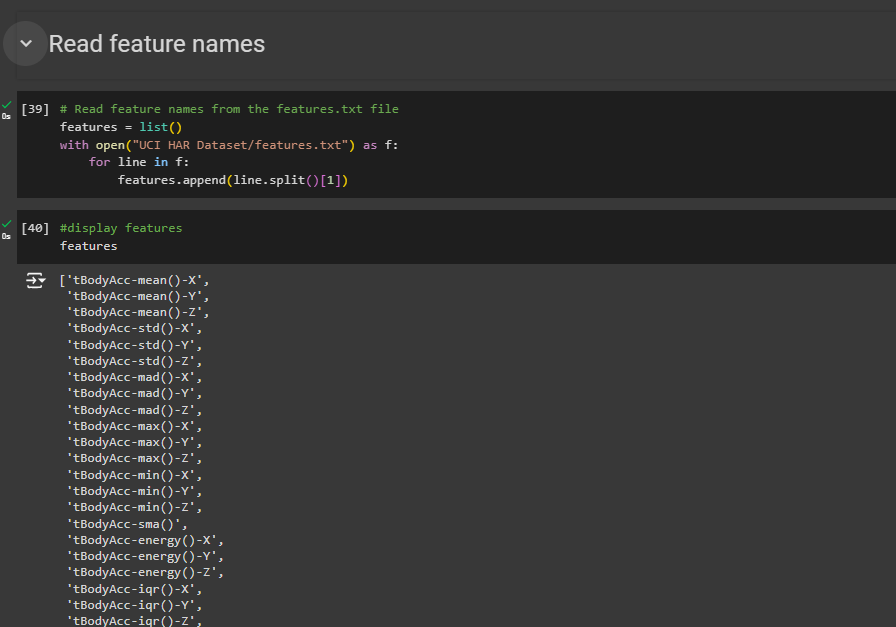 Read feature names
[39] # Read feature names from the features.txt file
0s
features = list()
with open("UCI HAR Dataset/features.txt") as f:
    for line in f:
        features.append(line.split()[1])
[40] #display features
0s
features
['tBodyAcc-mean()-X',
 'tBodyAcc-mean()-Y',
 'tBodyAcc-mean()-Z',
 'tBodyAcc-std()-X',
 'tBodyAcc-std()-Y',
 'tBodyAcc-std()-Z',
 'tBodyAcc-mad()-X',
 'tBodyAcc-mad()-Y',
 'tBodyAcc-mad()-Z',
 'tBodyAcc-max()-X',
 'tBodyAcc-max()-Y',
 'tBodyAcc-max()-Z',
 'tBodyAcc-min()-X',
 'tBodyAcc-min()-Y',
 'tBodyAcc-min()-Z',
 'tBodyAcc-sma()',
 'tBodyAcc-energy()-X',
 'tBodyAcc-energy()-Y',
 'tBodyAcc-energy()-Z',
 'tBodyAcc-iqr()-X',
 'tBodyAcc-iqr()-Y',
 'tBodyAcc-iqr()-Z',